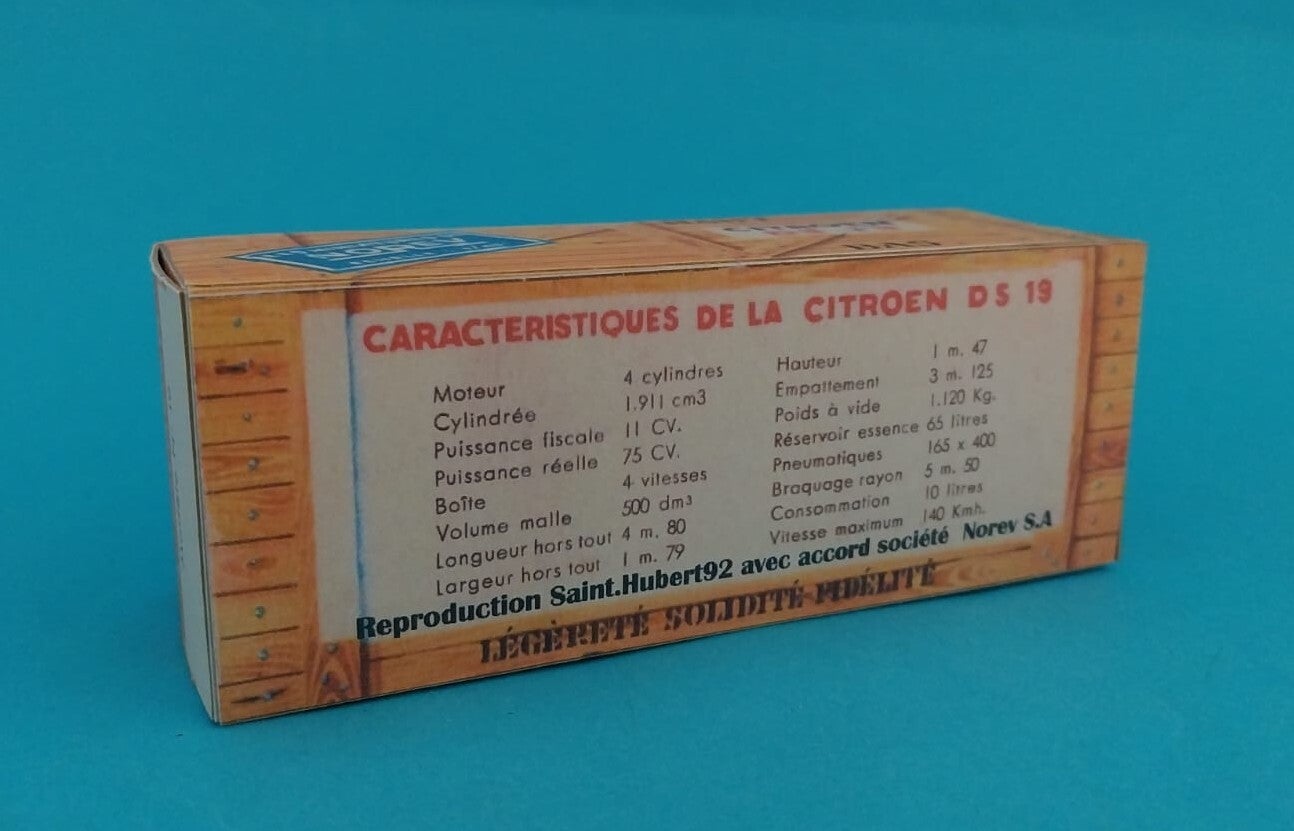 NOREV
CITROEN
DS 19
CARACTERISTIQUES DE LA CITROEN DS 19
Moteur 4 cylindres
Cylindrée 1.911 cm3
Puissance fiscale 11 CV.
Puissance réelle 75 CV.
Boîte 4 vitesses
Volume malle 500 dm3
Longueur hors tout 4 m. 80
Largeur hors tout 1 m. 79
Hauteur 1 m. 47
Empattement 3 m. 125
Poids à vide 1.120 Kg.
Réservoir essence 65 litres
Pneumatiques 165 x 400
Braquage rayon 5 m. 50
Consommation 10 litres
Vitesse maximum 140 Kmh.
Reproduction Saint.Hubert92 avec accord société Norev S.A
LÉGÈRETÉ SOLIDITÉ FIDÉLITÉ